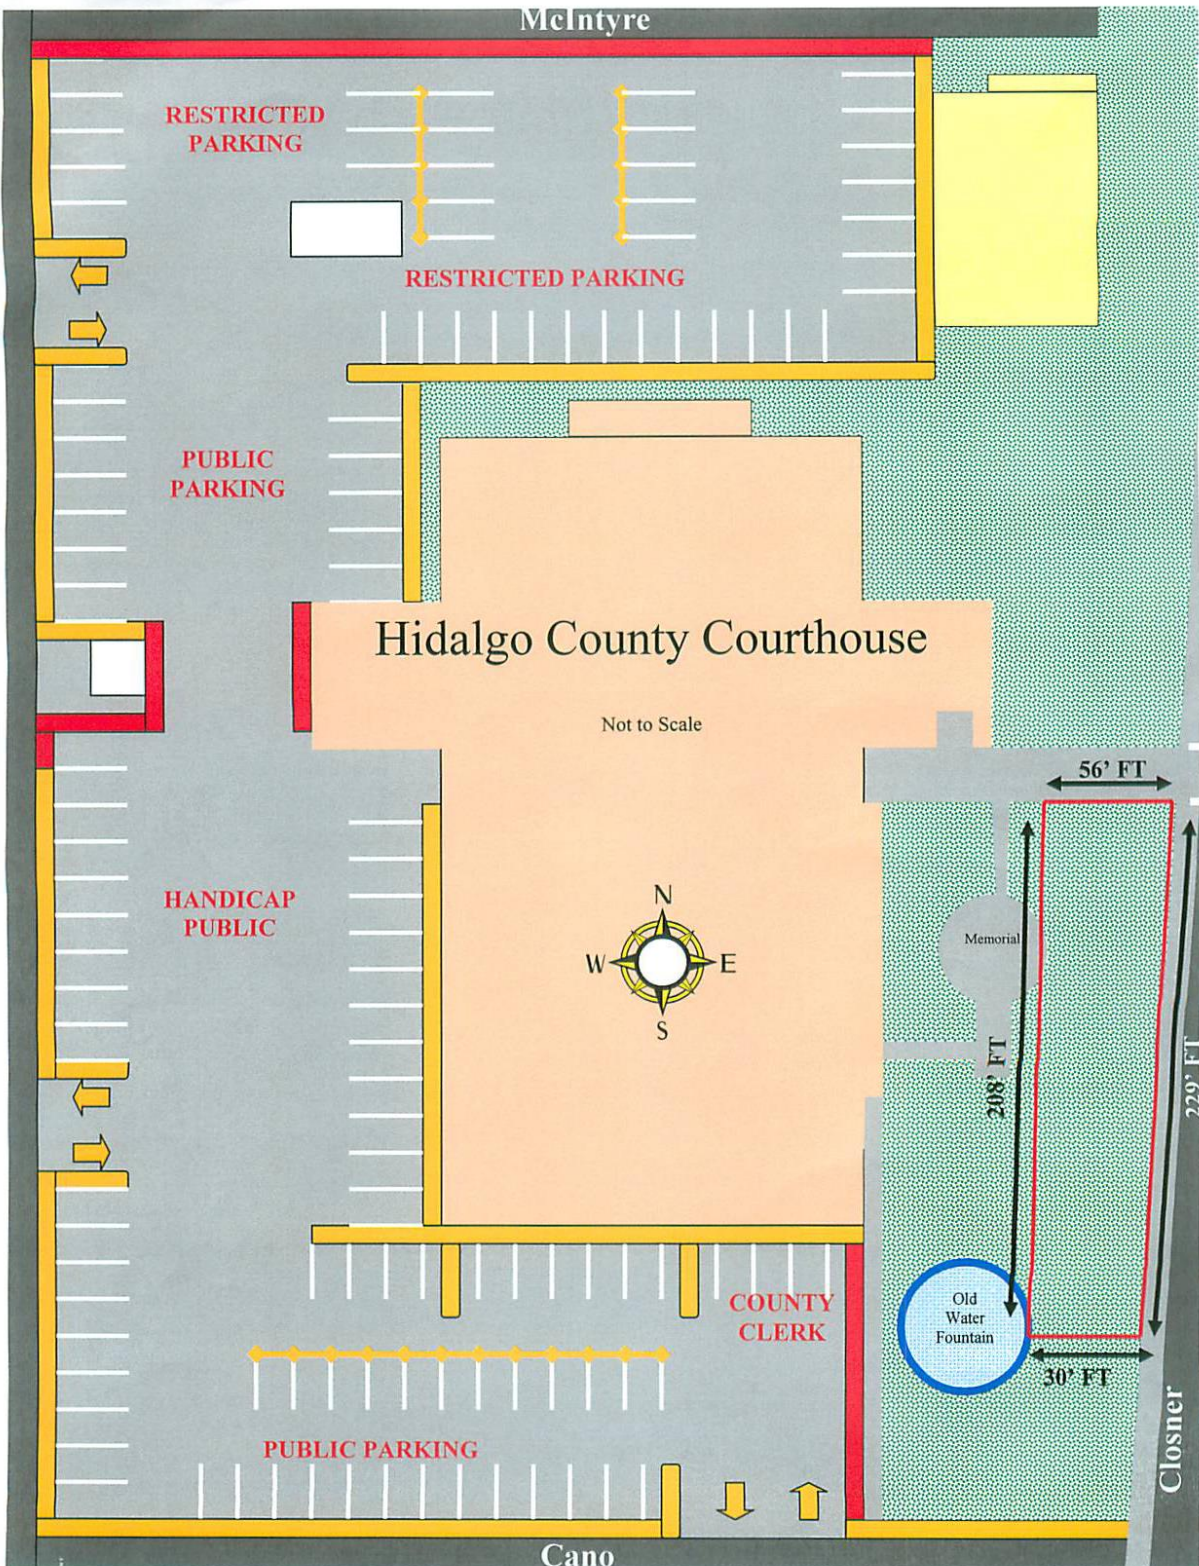 McIntyre
RESTRICTED
PARKING
RESTRICTED PARKING
PUBLIC
PARKING
Hidalgo County Courthouse
Not to Scale
56' FT
HANDICAP
PUBLIC
N
W
E
S
Memorial
208' FT
229' FT
Old
Water
Fountain
COUNTY
CLERK
30' FT
PUBLIC PARKING
Closner
Cano